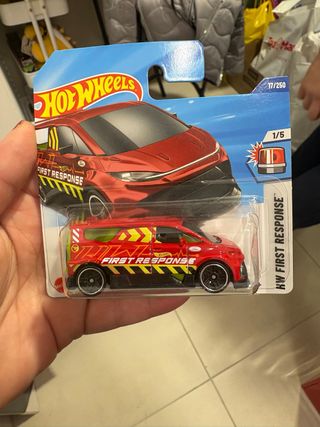 HOT WHEELS
17/250
1/5
FIRST RESPONSE
HW FIRST RESPONSE
FIRST RESPONSE